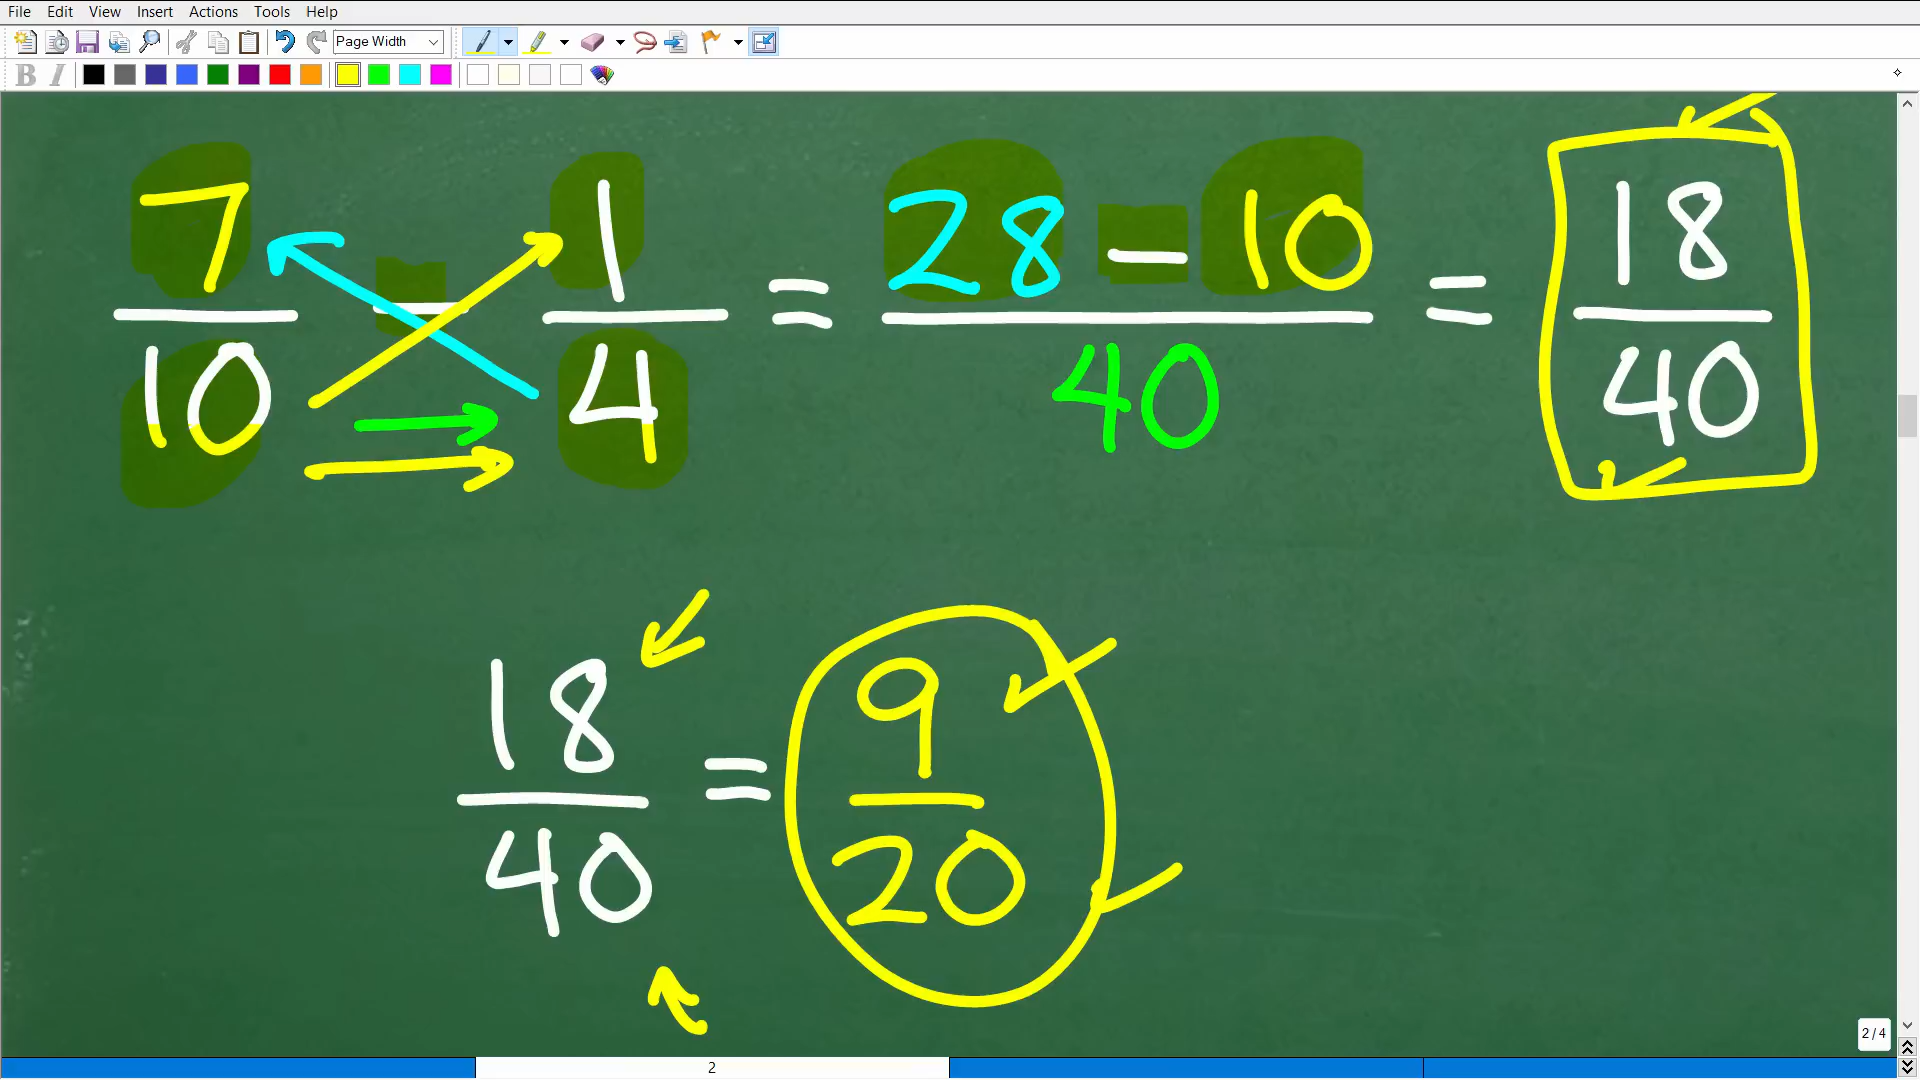 File Edit View Insert Actions Tools Help
Page Width
B I
7/10 - 1/4 = 28 - 10/40 = 18/40
18/40 = 9/20
2 / 4
2